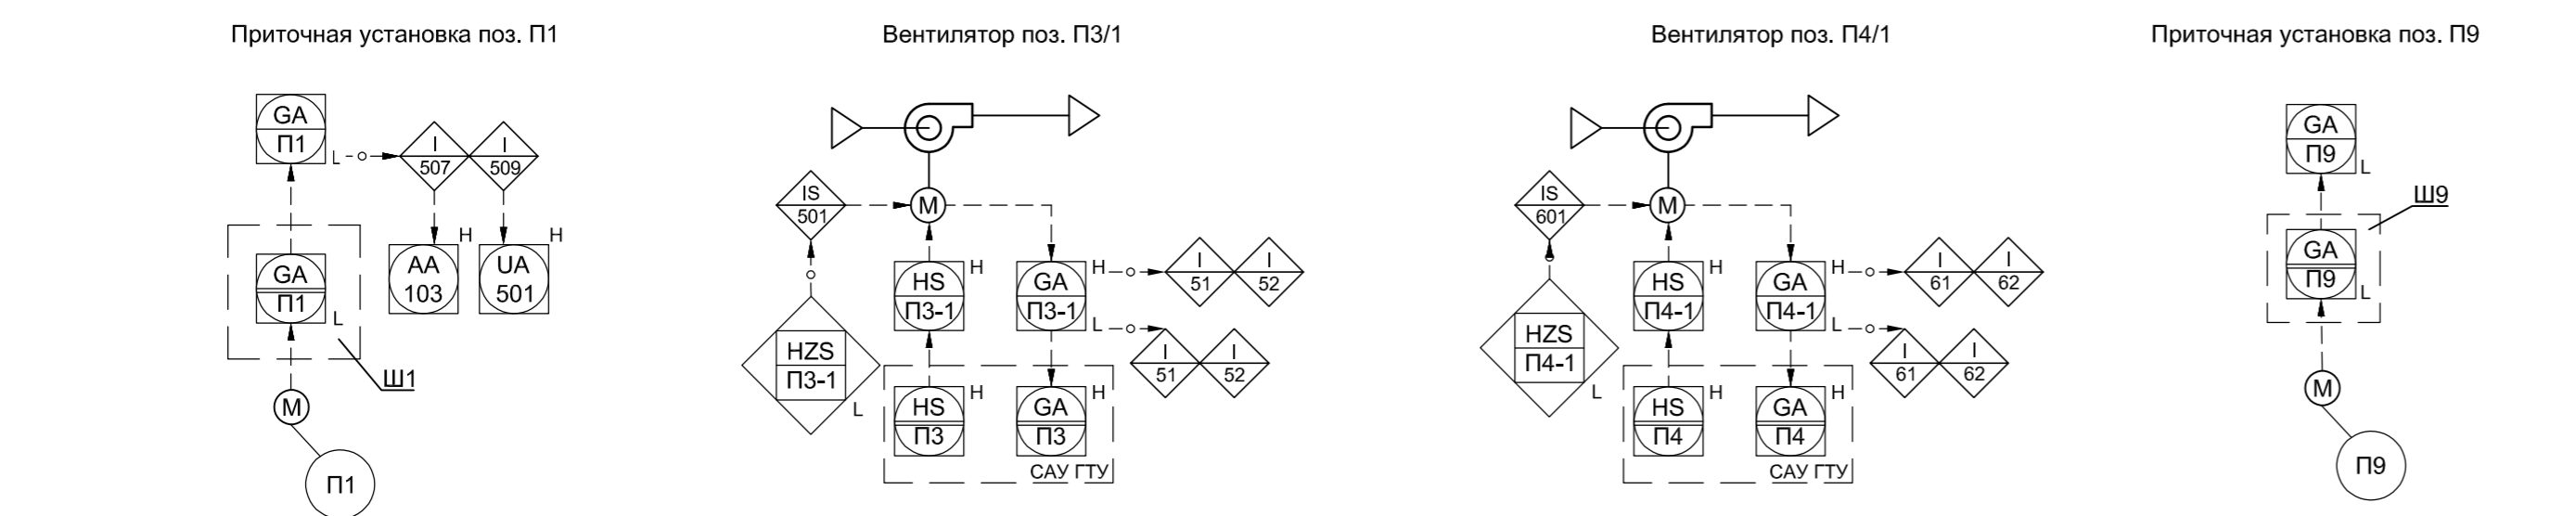 Приточная установка поз. П1
GA
П1
L
I
507
I
509
H
AA
103
H
UA
501
GA
П1
L
Ш1
M
П1
Вентилятор поз. П3/1
IS
501
M
HZS
П3-1
L
HS
П3-1
H
GA
П3-1
H
L
I
51
I
52
I
51
I
52
HS
П3
H
GA
П3
H
САУ ГТУ
Вентилятор поз. П4/1
IS
601
M
HZS
П4-1
L
HS
П4-1
H
GA
П4-1
H
L
I
61
I
62
I
61
I
62
HS
П4
H
GA
П4
H
САУ ГТУ
Приточная установка поз. П9
GA
П9
L
Ш9
GA
П9
L
M
П9